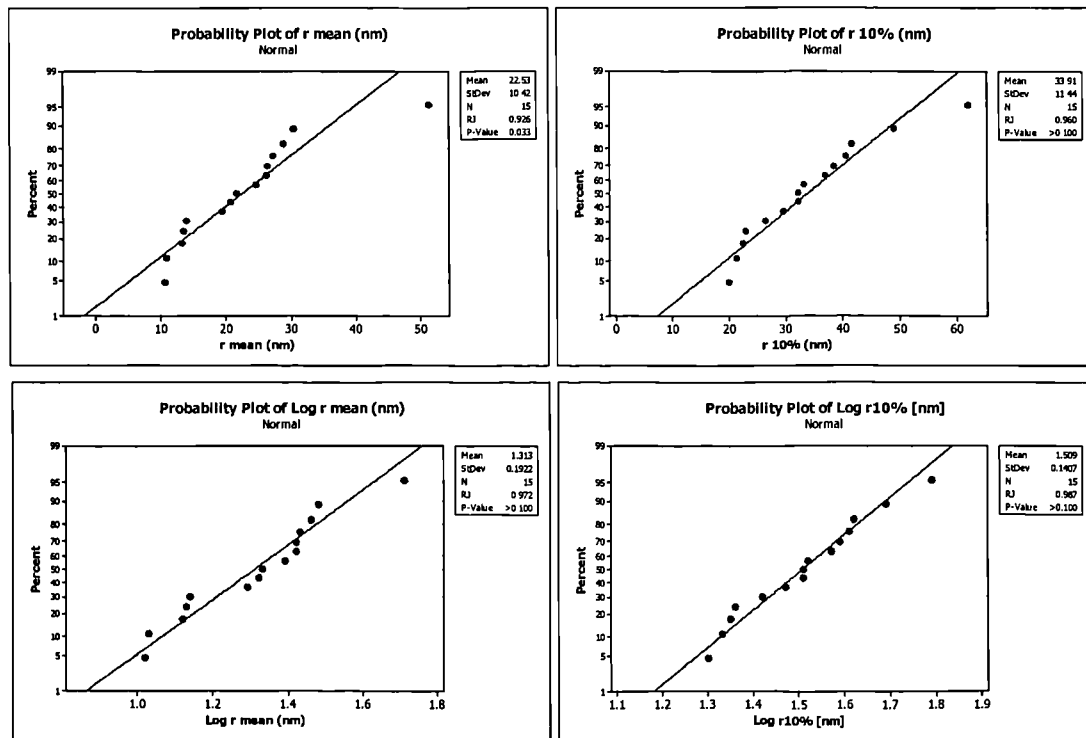 Probability Plot of r mean (nm)
Normal
99
95
90
80
70
60
50
40
30
20
10
5
1
Percent
0 10 20 30 40 50
r mean (nm)
Mean 22.53
StDev 10 42
N 15
RJ 0.926
P-Value 0.033
Probability Plot of r 10% (nm)
Normal
99
95
90
80
70
60
50
40
30
20
10
5
1
Percent
0 10 20 30 40 50 60
r 10% (nm)
Mean 33 91
StDev 11 44
N 15
RJ 0.960
P-Value >0 100
Probability Plot of Log r mean (nm)
Normal
99
95
90
80
70
60
50
40
30
20
10
5
1
Percent
1.0 1.2 1.4 1.6 1.8
Log r mean (nm)
Mean 1.313
StDev 0.1922
N 15
RJ 0.972
P-Value >0 100
Probability Plot of Log r10% [nm]
Normal
99
95
90
80
70
60
50
40
30
20
10
5
1
Percent
1.1 1.2 1.3 1.4 1.5 1.6 1.7 1.8 1.9
Log r10% [nm]
Mean 1.509
StDev 0.1407
N 15
RJ 0.987
P-Value >0.100